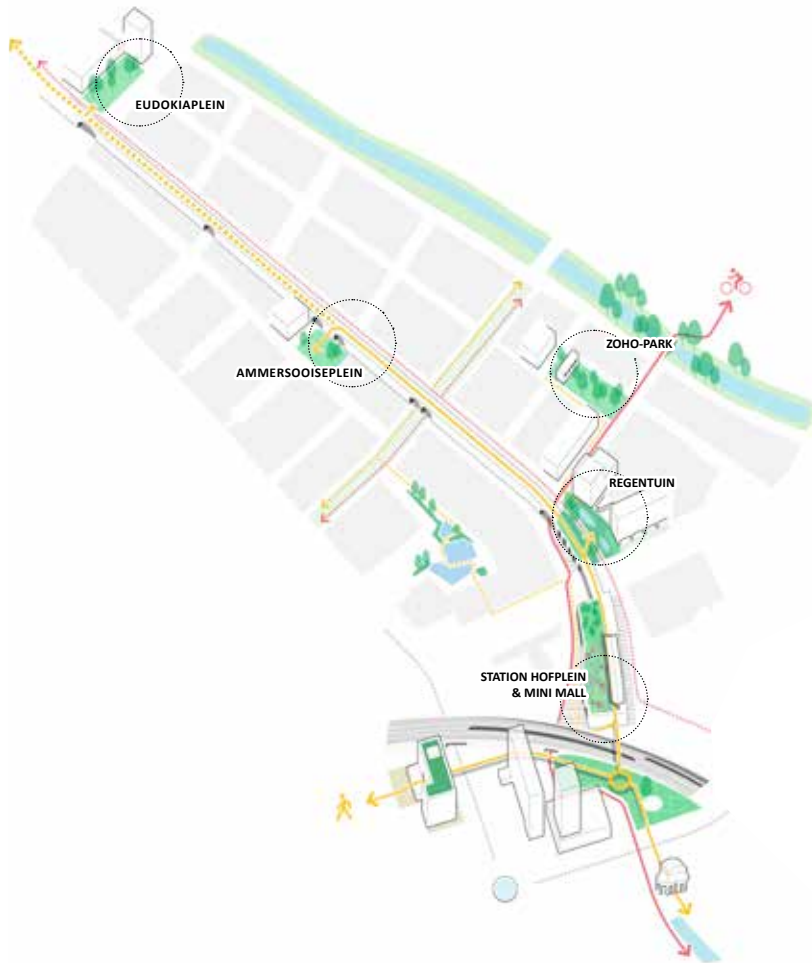 EUDOKIAPLEIN
ZOHO-PARK
AMMERSOOISEPLEIN
REGENTUIN
STATION HOFPLEIN
& MINI MALL